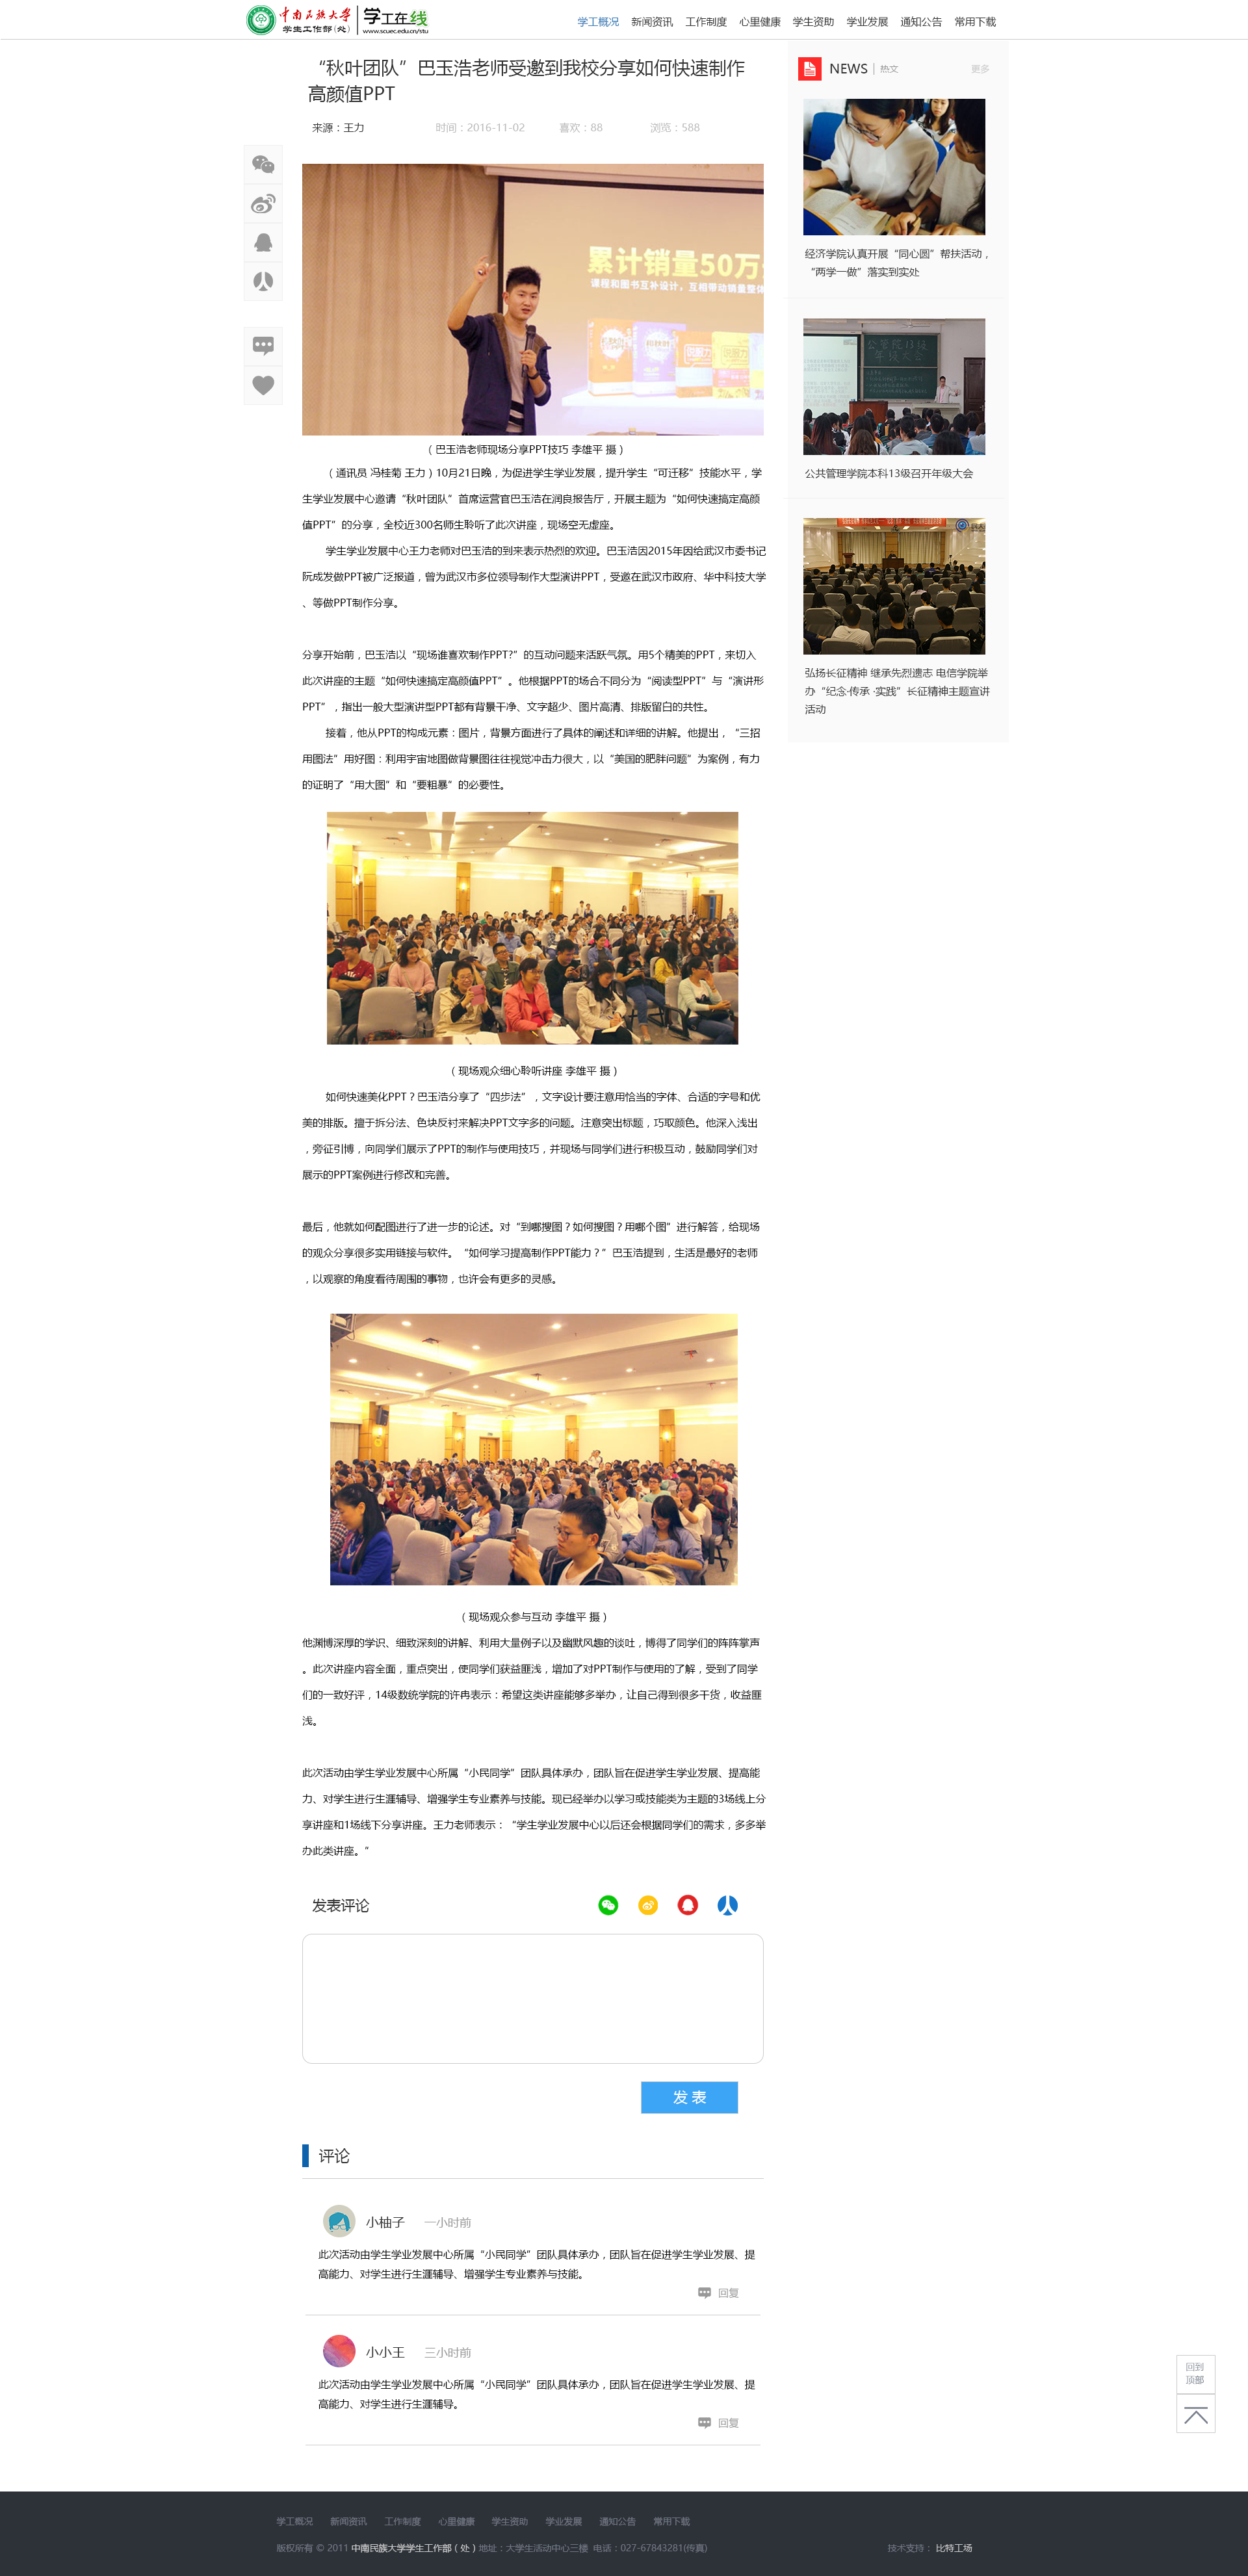 中南民族大学
学生工作部(处)
学工在线
www.scuec.edu.cn/stu
学工概况 新闻资讯 工作制度 心里健康 学生资助 学业发展 通知公告 常用下载
“秋叶团队”巴玉浩老师受邀到我校分享如何快速制作
高颜值PPT
来源：王力 时间：2016-11-02 喜欢：88 浏览：588
累计销量50万
课程和图书互补设计，互相带动销量整体
说服力
（巴玉浩老师现场分享PPT技巧 李雄平 摄）
（通讯员 冯桂菊 王力）10月21日晚，为促进学生学业发展，提升学生“可迁移”技能水平，学
生学业发展中心邀请“秋叶团队”首席运营官巴玉浩在润良报告厅，开展主题为“如何快速搞定高颜
值PPT”的分享，全校近300名师生聆听了此次讲座，现场空无虚座。
学生学业发展中心王力老师对巴玉浩的到来表示热烈的欢迎。巴玉浩因2015年因给武汉市委书记
阮成发做PPT被广泛报道，曾为武汉市多位领导制作大型演讲PPT，受邀在武汉市政府、华中科技大学
、等做PPT制作分享。
分享开始前，巴玉浩以“现场谁喜欢制作PPT?”的互动问题来活跃气氛。用5个精美的PPT，来切入
此次讲座的主题“如何快速搞定高颜值PPT”。他根据PPT的场合不同分为“阅读型PPT”与“演讲形
PPT”，指出一般大型演讲型PPT都有背景干净、文字超少、图片高清、排版留白的共性。
接着，他从PPT的构成元素：图片，背景方面进行了具体的阐述和详细的讲解。他提出，“三招
用图法”用好图：利用宇宙地图做背景图往往视觉冲击力很大，以“美国的肥胖问题”为案例，有力
的证明了“用大图”和“要粗暴”的必要性。
（现场观众细心聆听讲座 李雄平 摄）
如何快速美化PPT？巴玉浩分享了“四步法”，文字设计要注意用恰当的字体、合适的字号和优
美的排版。擅于拆分法、色块反衬来解决PPT文字多的问题。注意突出标题，巧取颜色。他深入浅出
，旁征引博，向同学们展示了PPT的制作与使用技巧，并现场与同学们进行积极互动，鼓励同学们对
展示的PPT案例进行修改和完善。
最后，他就如何配图进行了进一步的论述。对“到哪搜图？如何搜图？用哪个图”进行解答，给现场
的观众分享很多实用链接与软件。“如何学习提高制作PPT能力？”巴玉浩提到，生活是最好的老师
，以观察的角度看待周围的事物，也许会有更多的灵感。
（现场观众参与互动 李雄平 摄）
他渊博深厚的学识、细致深刻的讲解、利用大量例子以及幽默风趣的谈吐，博得了同学们的阵阵掌声
。此次讲座内容全面，重点突出，使同学们获益匪浅，增加了对PPT制作与使用的了解，受到了同学
们的一致好评，14级数统学院的许冉表示：希望这类讲座能够多举办，让自己得到很多干货，收益匪
浅。
此次活动由学生学业发展中心所属“小民同学”团队具体承办，团队旨在促进学生学业发展、提高能
力、对学生进行生涯辅导、增强学生专业素养与技能。现已经举办以学习或技能类为主题的3场线上分
享讲座和1场线下分享讲座。王力老师表示：“学生学业发展中心以后还会根据同学们的需求，多多举
办此类讲座。”
发表评论
发表
评论
小柚子 一小时前
此次活动由学生学业发展中心所属“小民同学”团队具体承办，团队旨在促进学生学业发展、提
高能力、对学生进行生涯辅导、增强学生专业素养与技能。
回复
小小王 三小时前
此次活动由学生学业发展中心所属“小民同学”团队具体承办，团队旨在促进学生学业发展、提
高能力、对学生进行生涯辅导。
回复
NEWS 热文 更多
经济学院认真开展“同心圆”帮扶活动，
“两学一做”落实到实处
公管院13级
年级大会
公共管理学院本科13级召开年级大会
弘扬长征精神 继承先烈遗志 电信学院举
办“纪念·传承 ·实践”长征精神主题宣讲
活动
回到
顶部
学工概况 新闻资讯 工作制度 心里健康 学生资助 学业发展 通知公告 常用下载
版权所有 © 2011 中南民族大学学生工作部（处）地址：大学生活动中心三楼 电话：027-67843281(传真)
技术支持： 比特工场